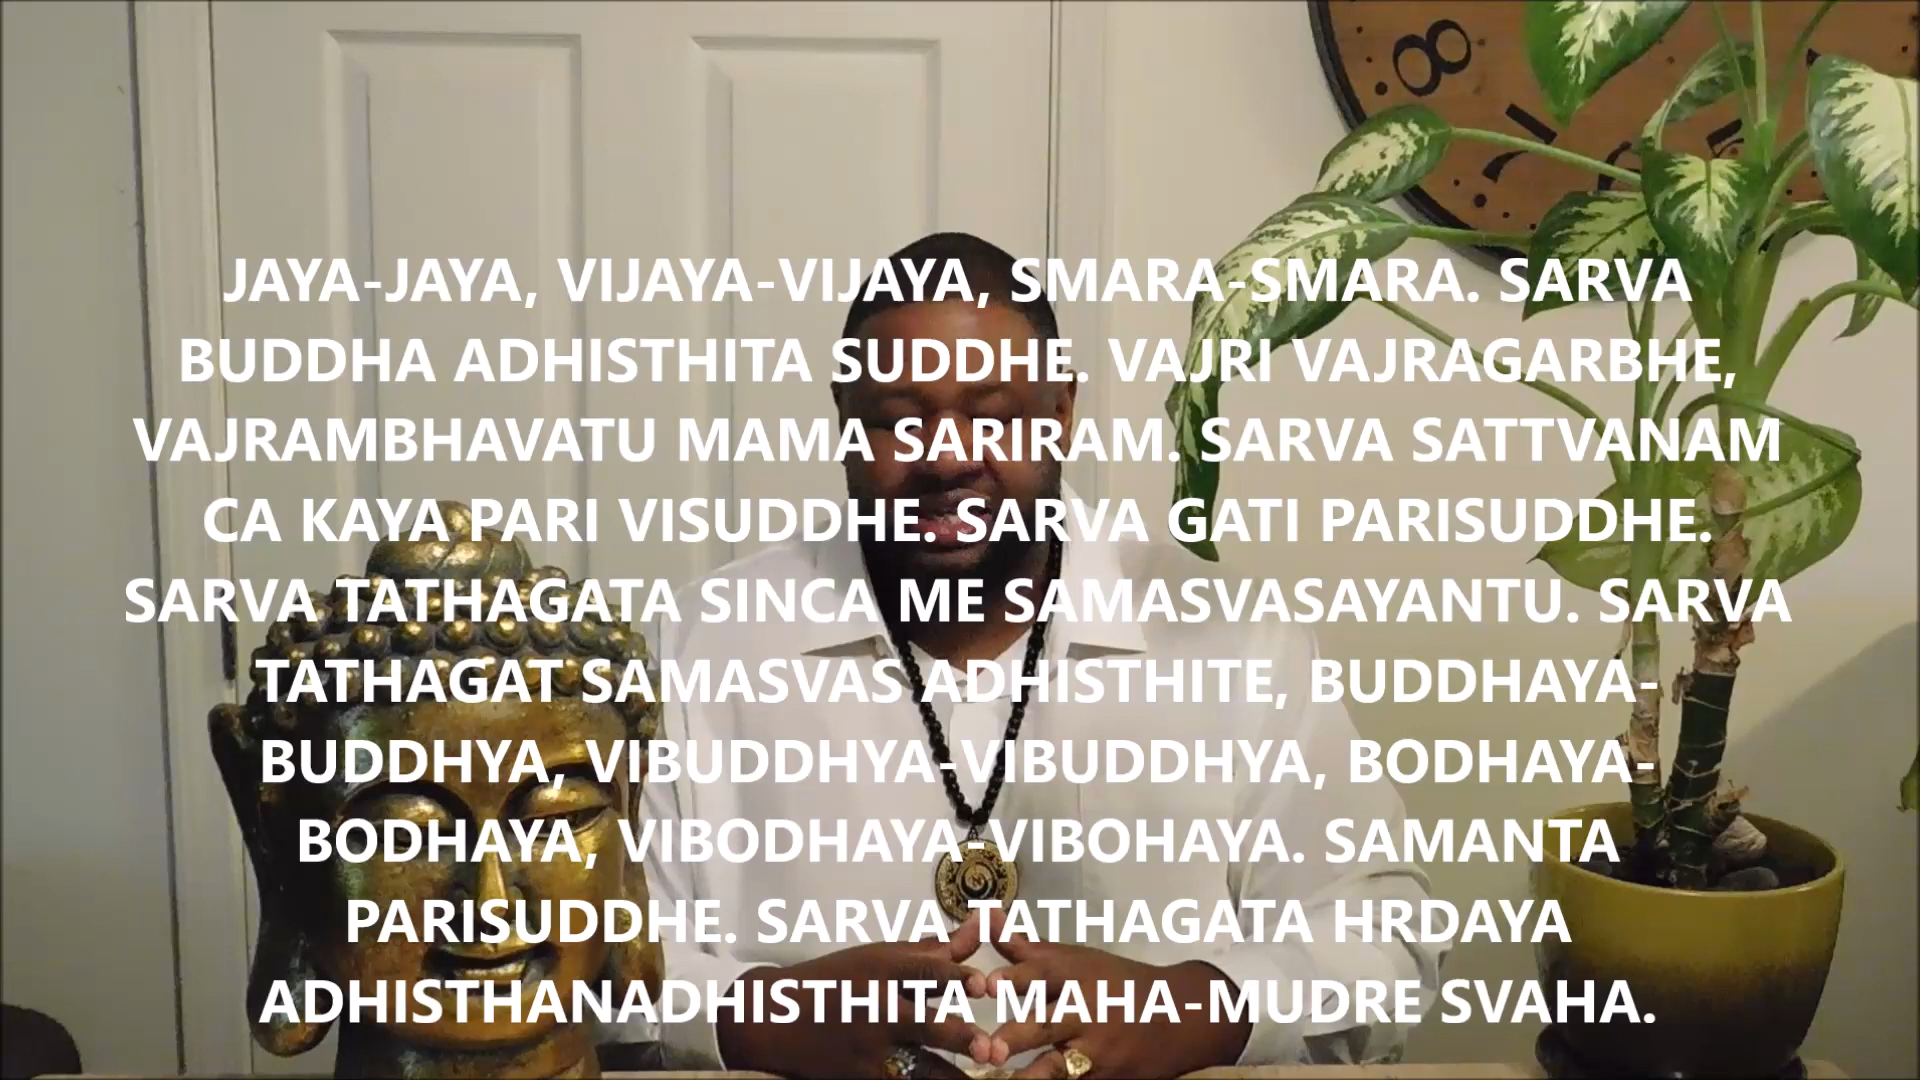 JAYA-JAYA, VIJAYA-VIJAYA, SMARA-SMARA. SARVA
BUDDHA ADHISTHITA SUDDHE. VAJRI VAJRAGARBHE,
VAJRAMBHAVATU MAMA SARIRAM. SARVA SATTVANAM
CA KAYA PARI VISUDDHE. SARVA GATI PARISUDDHE.
SARVA TATHAGATA SINCA ME SAMASVASAYANTU. SARVA
TATHAGAT SAMASVAS ADHISTHITE, BUDDHAYA-
BUDDHYA, VIBUDDHYA-VIBUDDHYA, BODHAYA-
BODHAYA, VIBODHAYA-VIBOHAYA. SAMANTA
PARISUDDHE. SARVA TATHAGATA HRDAYA
ADHISTHANADHISTHITA MAHA-MUDRE SVAHA.
8
7